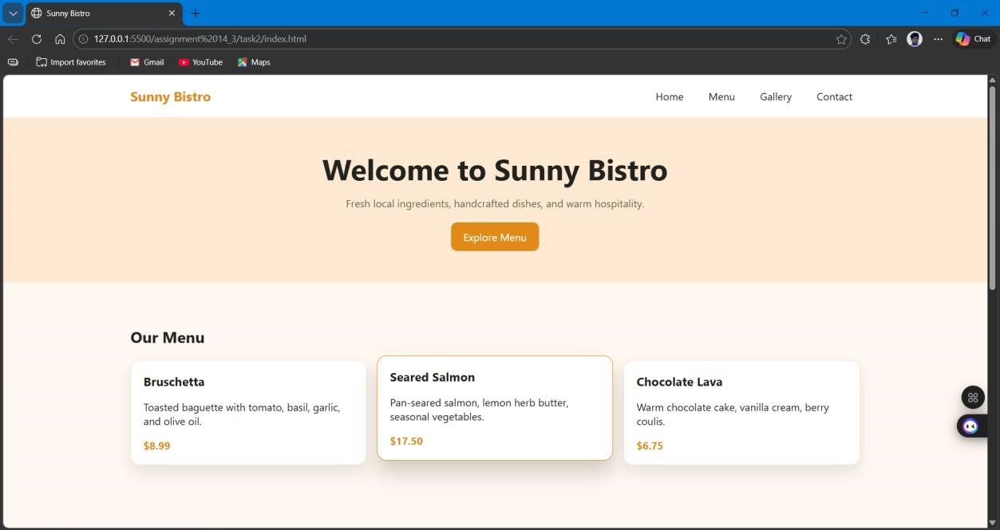 Sunny Bistro
127.0.0.1:5500/assignment%2014_3/task2/index.html
Chat
Import favorites
Gmail
YouTube
Maps
Sunny Bistro
Home
Menu
Gallery
Contact
Welcome to Sunny Bistro
Fresh local ingredients, handcrafted dishes, and warm hospitality.
Explore Menu
Our Menu
Bruschetta
Toasted baguette with tomato, basil, garlic,
and olive oil.
$8.99
Seared Salmon
Pan-seared salmon, lemon herb butter,
seasonal vegetables.
$17.50
Chocolate Lava
Warm chocolate cake, vanilla cream, berry
coulis.
$6.75